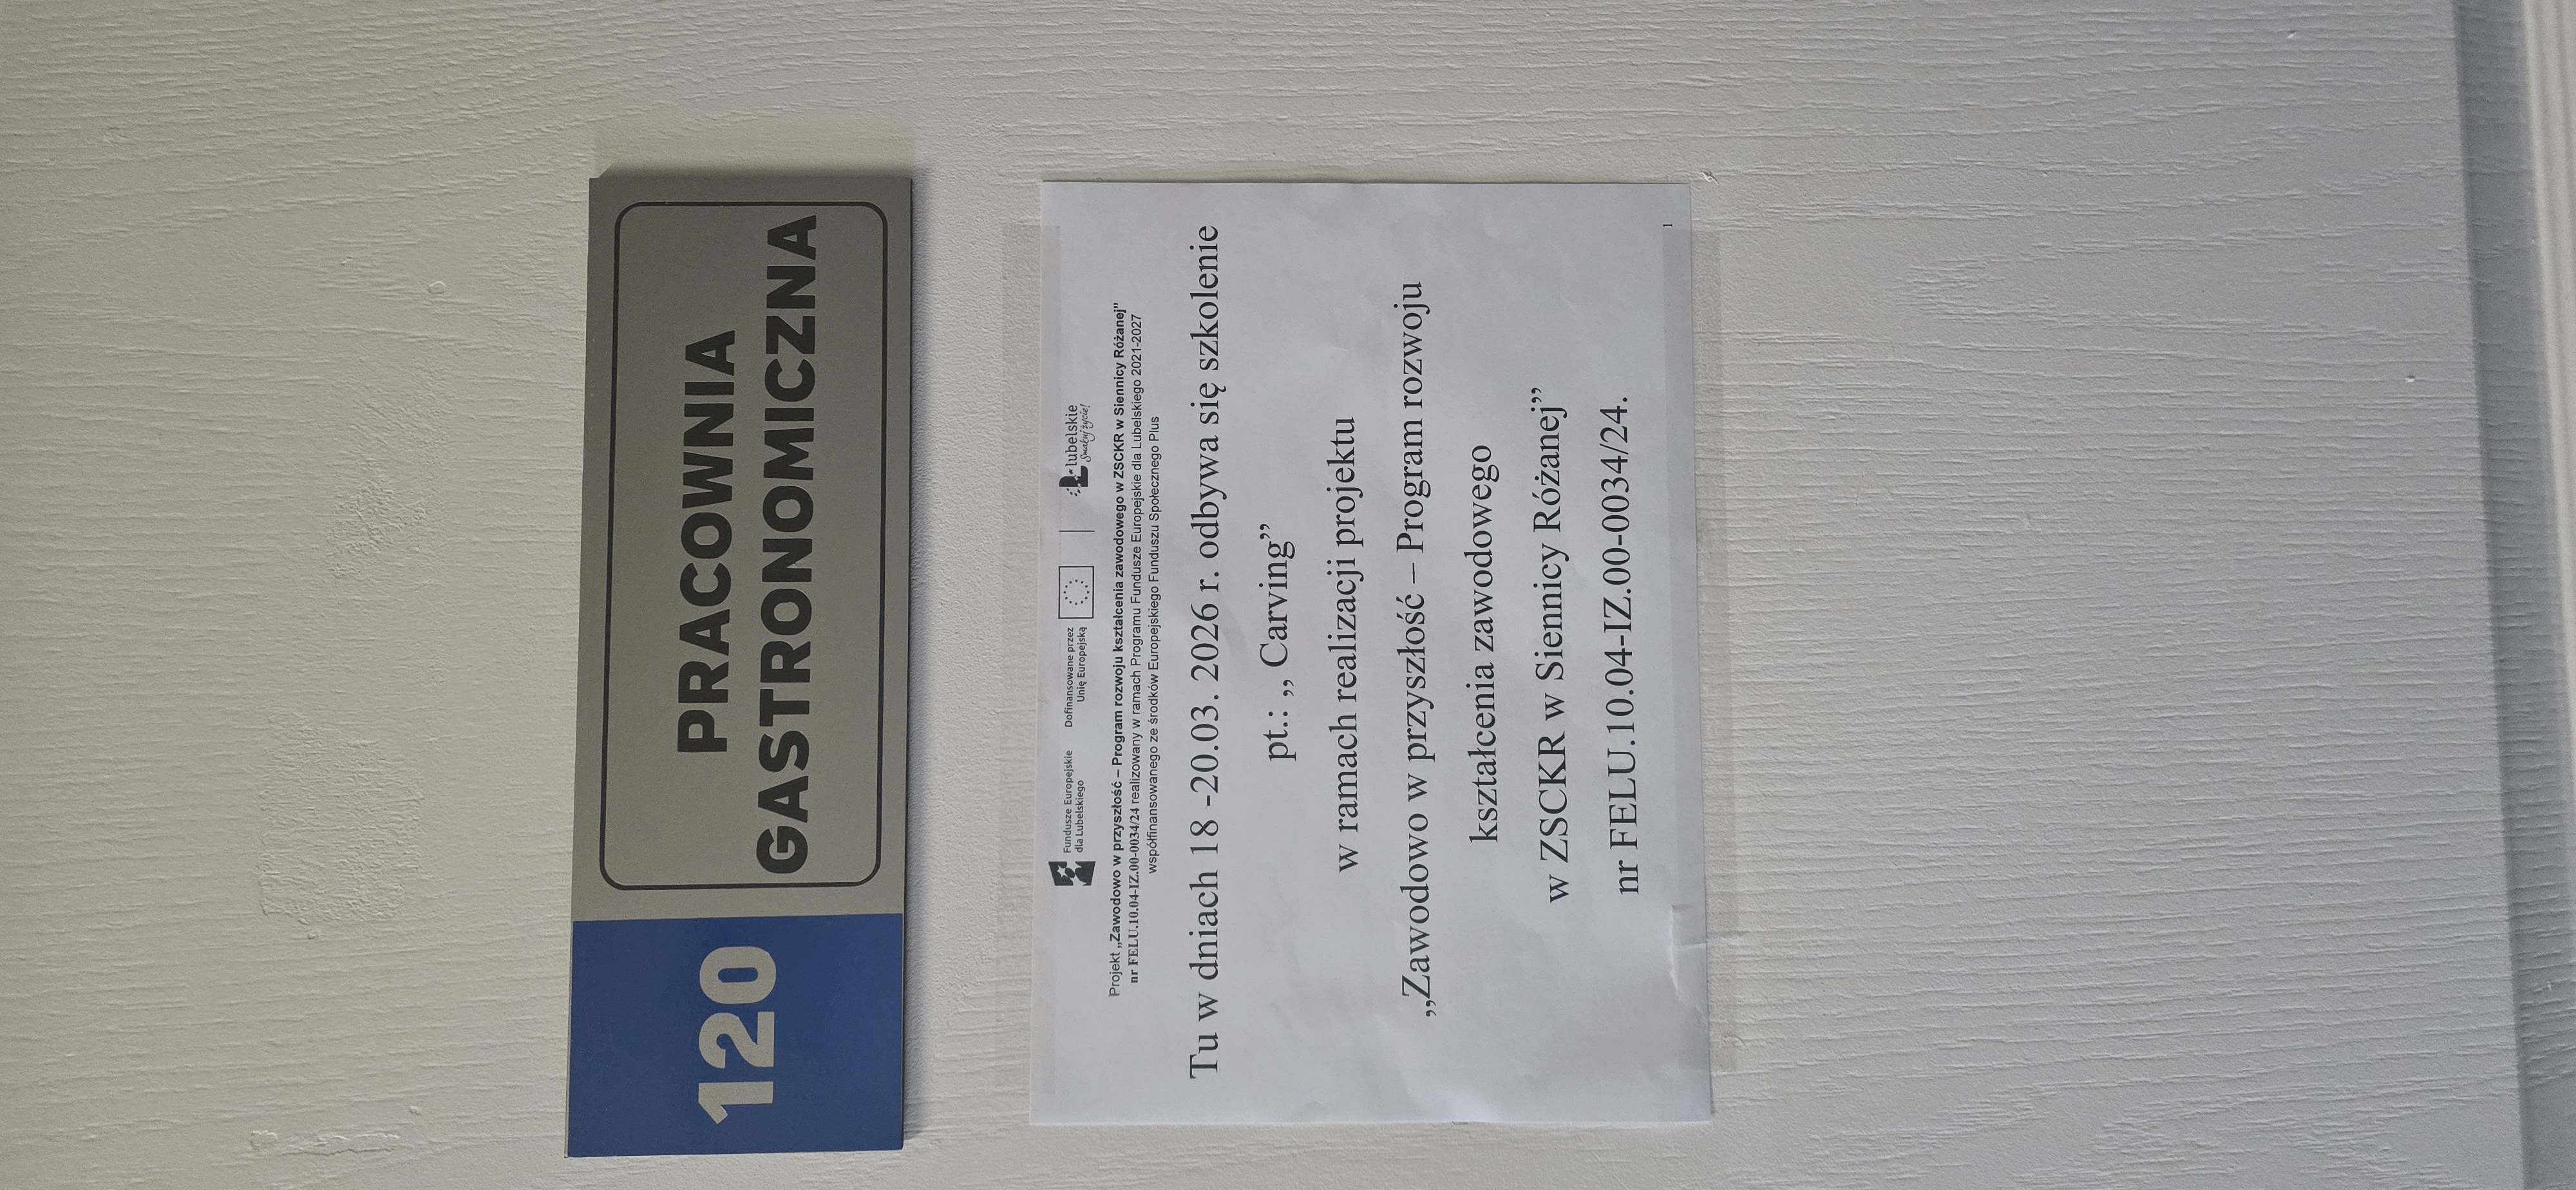 120
PRACOWNIA
GASTRONOMICZNA
Fundusze Europejskie
dla Lubelskiego
Dofinansowane przez
Unię Europejską
lubelskie
Smakuj życie!
Projekt „Zawodowo w przyszłość – Program rozwoju kształcenia zawodowego w ZSCKR w Siennicy Różanej"
nr FELU.10.04-IZ.00-0034/24 realizowany w ramach Programu Fundusze Europejskie dla Lubelskiego 2021-2027
współfinansowanego ze środków Europejskiego Funduszu Społecznego Plus
Tu w dniach 18 -20.03. 2026 r. odbywa się szkolenie
pt.: ,, Carving”
w ramach realizacji projektu
„Zawodowo w przyszłość – Program rozwoju
kształcenia zawodowego
w ZSCKR w Siennicy Różanej”
nr FELU.10.04-IZ.00-0034/24.
1